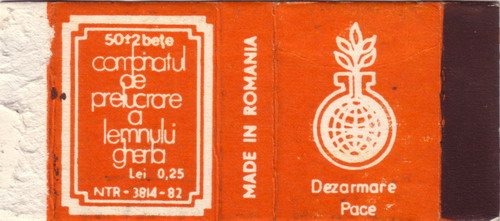 50±2 bețe
combinatul
de
prelucrare
a
lemnului
gherla
Lei 0,25
NTR - 3814 - 82
MADE IN ROMANIA
Dezarmare
Pace